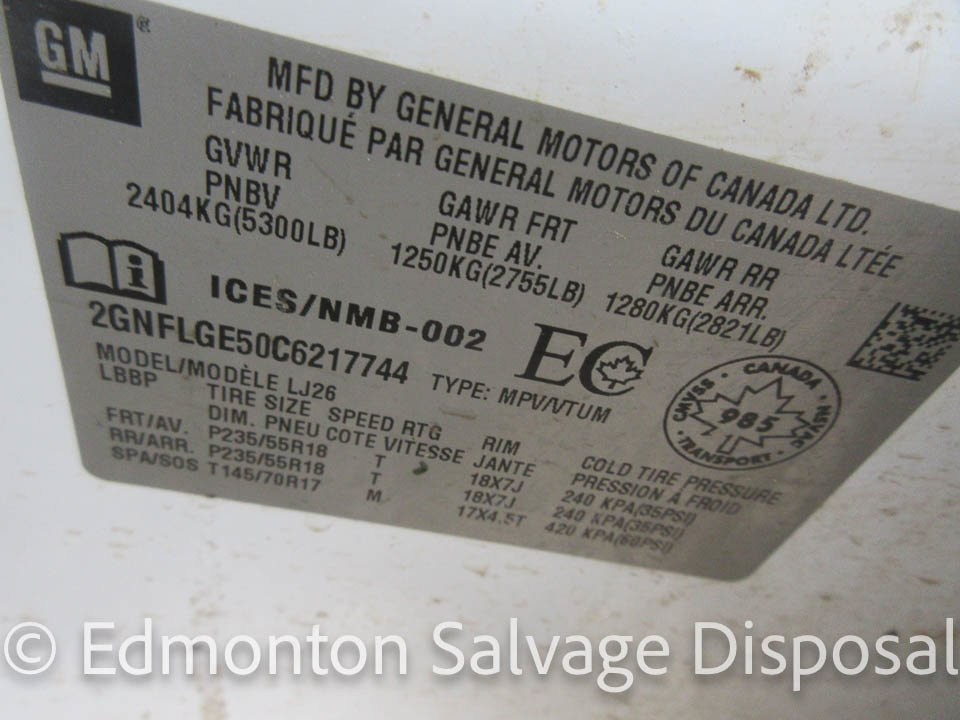 GM
MFD BY GENERAL MOTORS OF CANADA LTD.
FABRIQUÉ PAR GENERAL MOTORS DU CANADA LTÉE
GVWR GAWR FRT GAWR RR
PNBV PNBE AV. PNBE ARR.
2404KG(5300LB) 1250KG(2755LB) 1280KG(2821LB)
ICES/NMB-002 EC
2GNFLGE50C6217744 TYPE: MPV/VTUM
CANADA
CMVSS NSVAC
985
TRANSPORT
MODEL/MODÈLE LJ26
LBBP TIRE SIZE SPEED RTG RIM COLD TIRE PRESSURE
DIM. PNEU COTE VITESSE JANTE PRESSION À FROID
FRT/AV. P235/55R18 T 18X7J 240 KPA(35PSI)
RR/ARR. P235/55R18 T 18X7J 240 KPA(35PSI)
SPA/SOS T145/70R17 M 17X4.5T 420 KPA(60PSI)
© Edmonton Salvage Disposal